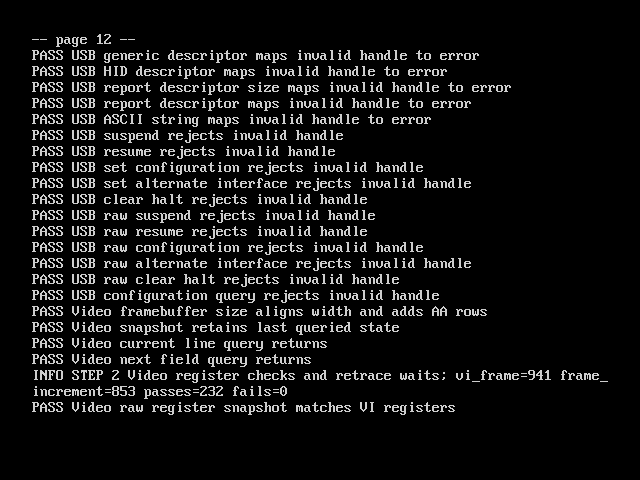 -- page 12 --
PASS USB generic descriptor maps invalid handle to error
PASS USB HID descriptor maps invalid handle to error
PASS USB report descriptor size maps invalid handle to error
PASS USB report descriptor maps invalid handle to error
PASS USB ASCII string maps invalid handle to error
PASS USB suspend rejects invalid handle
PASS USB resume rejects invalid handle
PASS USB set configuration rejects invalid handle
PASS USB set alternate interface rejects invalid handle
PASS USB clear halt rejects invalid handle
PASS USB raw suspend rejects invalid handle
PASS USB raw resume rejects invalid handle
PASS USB raw configuration rejects invalid handle
PASS USB raw alternate interface rejects invalid handle
PASS USB raw clear halt rejects invalid handle
PASS USB configuration query rejects invalid handle
PASS Video framebuffer size aligns width and adds AA rows
PASS Video snapshot retains last queried state
PASS Video current line query returns
PASS Video next field query returns
INFO STEP 2 Video register checks and retrace waits; vi_frame=941 frame_
increment=853 passes=232 fails=0
PASS Video raw register snapshot matches VI registers